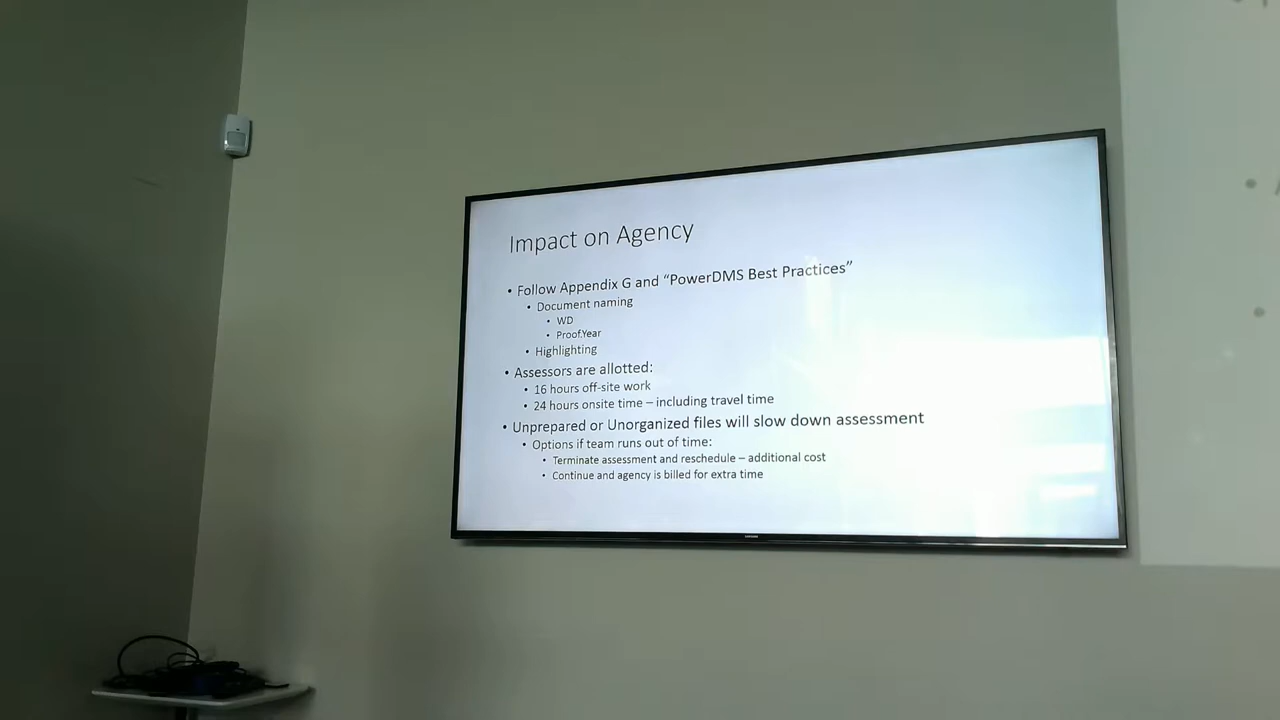 Impact on Agency
• Follow Appendix G and “PowerDMS Best Practices”
• Document naming
• WD
• Proof.Year
• Highlighting
• Assessors are allotted:
• 16 hours off-site work
• 24 hours onsite time – including travel time
• Unprepared or Unorganized files will slow down assessment
• Options if team runs out of time:
• Terminate assessment and reschedule – additional cost
• Continue and agency is billed for extra time